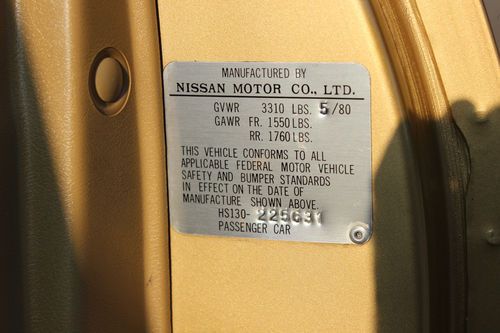 MANUFACTURED BY
NISSAN MOTOR CO., LTD.
GVWR 3310 LBS. 5/80
GAWR FR. 1550 LBS.
RR. 1760 LBS.
THIS VEHICLE CONFORMS TO ALL
APPLICABLE FEDERAL MOTOR VEHICLE
SAFETY AND BUMPER STANDARDS
IN EFFECT ON THE DATE OF
MANUFACTURE SHOWN ABOVE.
HS130-225631
PASSENGER CAR